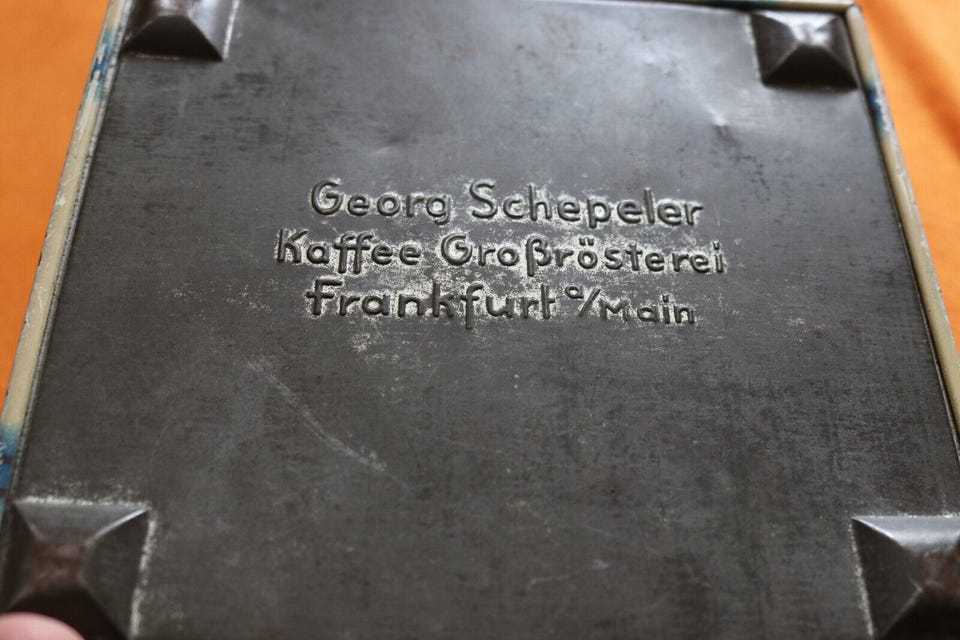 Georg Schepeler
Kaffee Großrösterei
Frankfurt a/Main